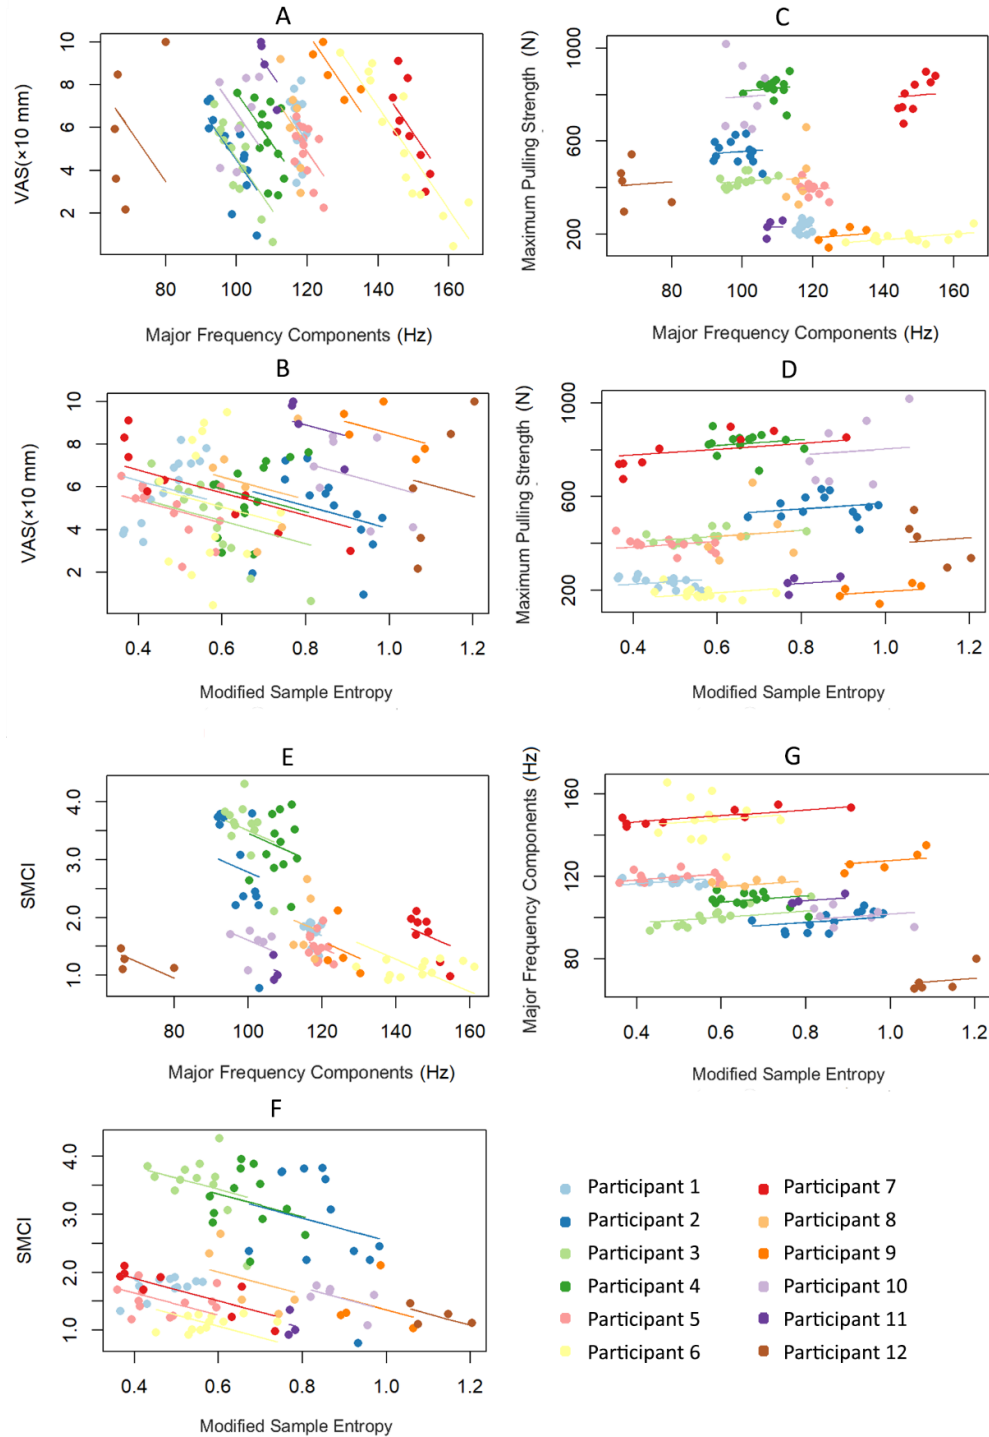 A
10
8
6
4
2
VAS(×10 mm)
80 100 120 140 160
Major Frequency Components (Hz)
C
1000
600
200
Maximum Pulling Strength (N)
80 100 120 140 160
Major Frequency Components (Hz)
B
10
8
6
4
2
VAS(×10 mm)
0.4 0.6 0.8 1.0 1.2
Modified Sample Entropy
D
1000
600
200
Maximum Pulling Strength (N)
0.4 0.6 0.8 1.0 1.2
Modified Sample Entropy
E
4.0
3.0
2.0
1.0
SMCI
80 100 120 140 160
Major Frequency Components (Hz)
G
160
120
80
Major Frequency Components (Hz)
0.4 0.6 0.8 1.0 1.2
Modified Sample Entropy
F
4.0
3.0
2.0
1.0
SMCI
0.4 0.6 0.8 1.0 1.2
Modified Sample Entropy
Participant 1
Participant 2
Participant 3
Participant 4
Participant 5
Participant 6
Participant 7
Participant 8
Participant 9
Participant 10
Participant 11
Participant 12